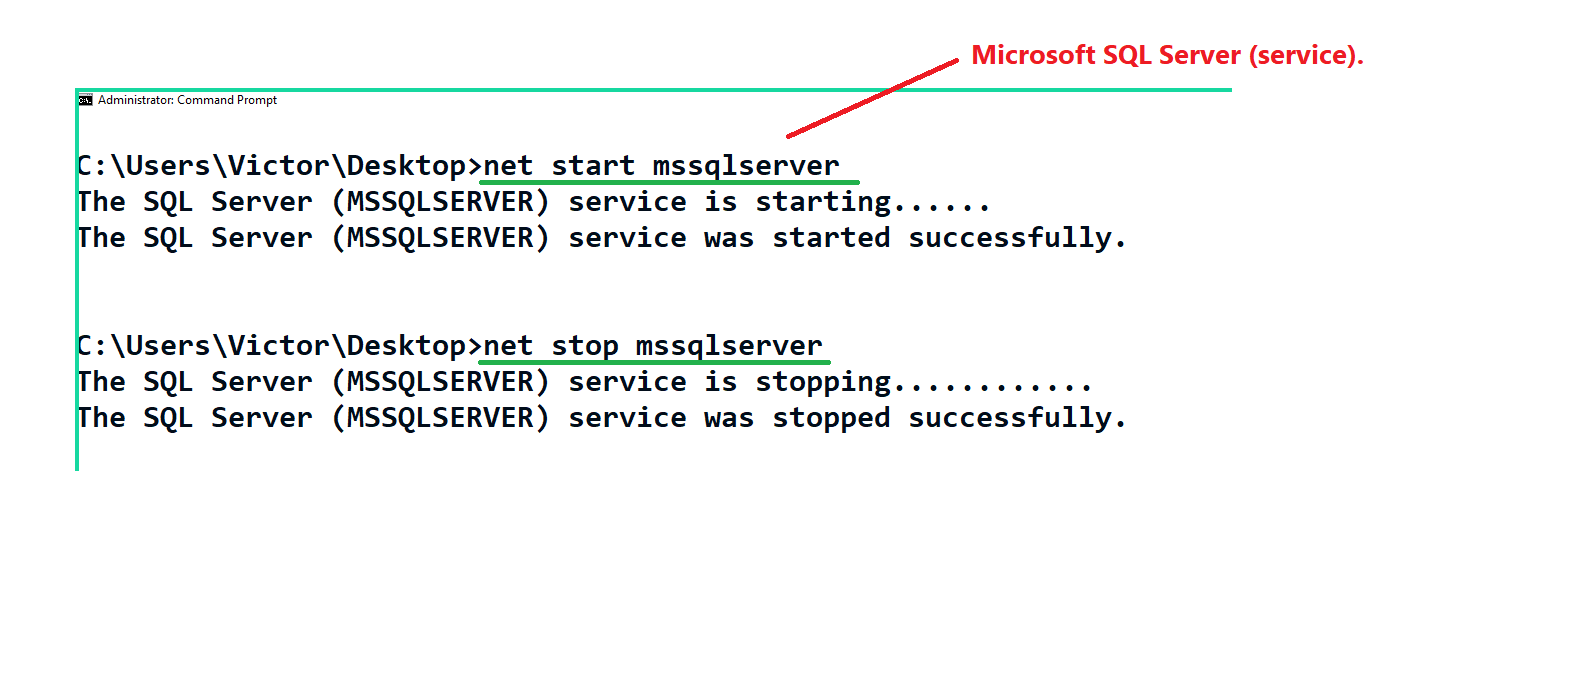 Microsoft SQL Server (service).
Administrator: Command Prompt
C:\Users\Victor\Desktop>net start mssqlserver
The SQL Server (MSSQLSERVER) service is starting......
The SQL Server (MSSQLSERVER) service was started successfully.
C:\Users\Victor\Desktop>net stop mssqlserver
The SQL Server (MSSQLSERVER) service is stopping............
The SQL Server (MSSQLSERVER) service was stopped successfully.